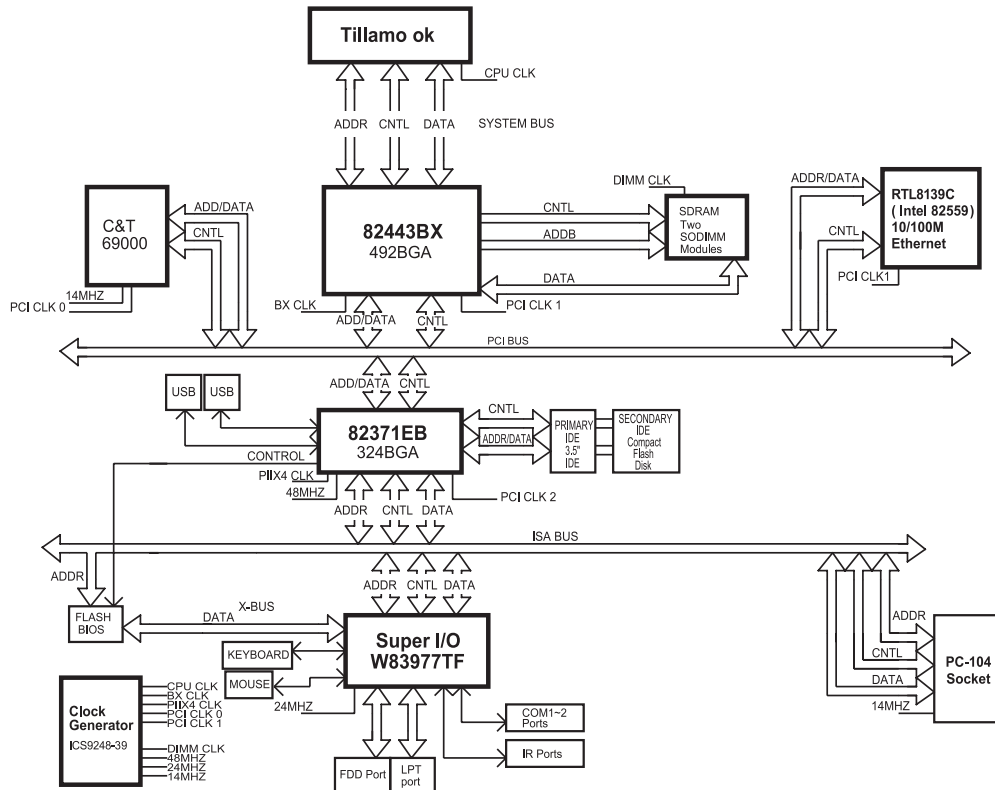 Tillamo ok
CPU CLK
ADDR
CNTL
DATA
SYSTEM BUS
C&T
69000
ADD/DATA
CNTL
14MHZ
PCI CLK 0
82443BX
492BGA
BX CLK
ADD/DATA
CNTL
PCI CLK 1
CNTL
ADDB
DATA
DIMM CLK
SDRAM
Two
SODIMM
Modules
ADDR/DATA
CNTL
RTL8139C
( Intel 82559)
10/100M
Ethernet
PCI CLK1
PCI BUS
ADD/DATA
CNTL
USB
USB
82371EB
324BGA
CONTROL
PIIX4 CLK
48MHZ
CNTL
ADDR/DATA
PRIMARY
IDE
3.5"
IDE
SECONDARY
IDE
Compact
Flash
Disk
PCI CLK 2
ADDR
CNTL
DATA
ISA BUS
ADDR
FLASH
BIOS
X-BUS
DATA
ADDR
CNTL
DATA
Super I/O
W83977TF
KEYBOARD
MOUSE
24MHZ
ADDR
CNTL
DATA
14MHZ
PC-104
Socket
Clock
Generator
ICS9248-39
CPU CLK
BX CLK
PIIX4 CLK
PCI CLK 0
PCI CLK 1
DIMM CLK
48MHZ
24MHZ
14MHZ
FDD Port
LPT
port
COM1~2
Ports
IR Ports